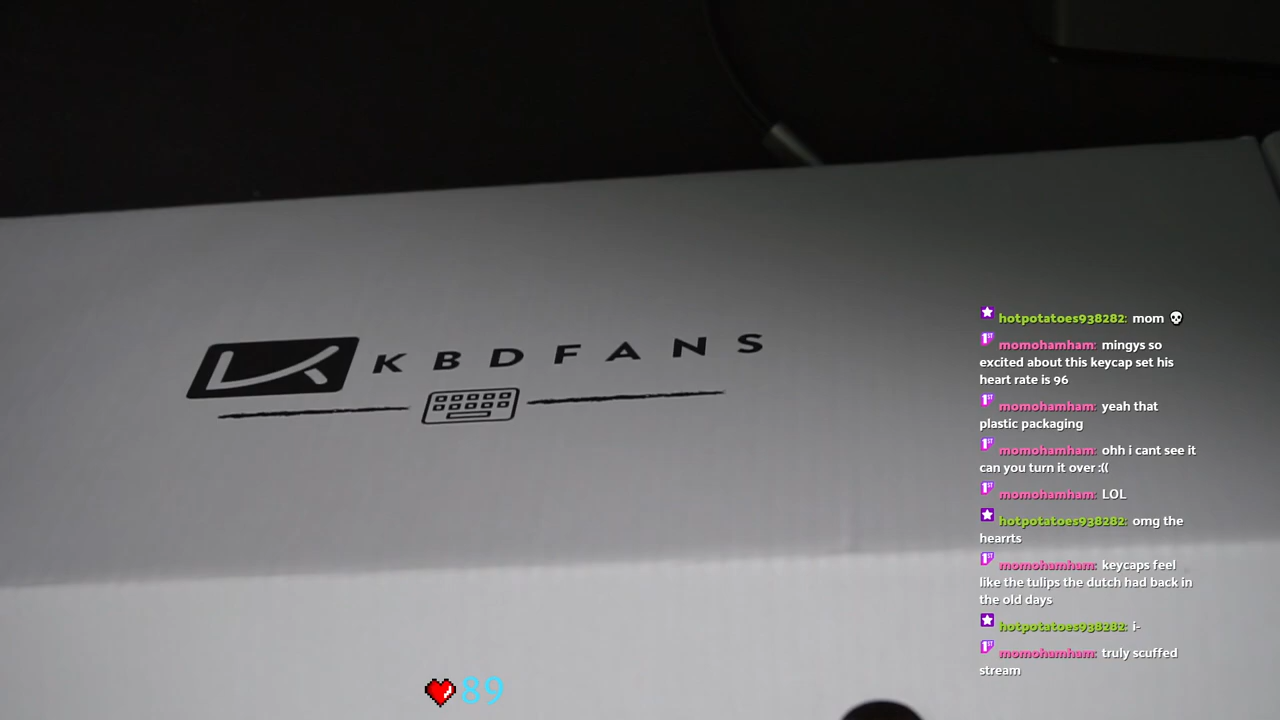 KBDFANS
hotpotatoes938282: mom 💀
momohamham: mingys so
excited about this keycap set his
heart rate is 96
momohamham: yeah that
plastic packaging
momohamham: ohh i cant see it
can you turn it over :((
momohamham: LOL
hotpotatoes938282: omg the
hearrts
momohamham: keycaps feel
like the tulips the dutch had back in
the old days
hotpotatoes938282: i-
momohamham: truly scuffed
stream
89